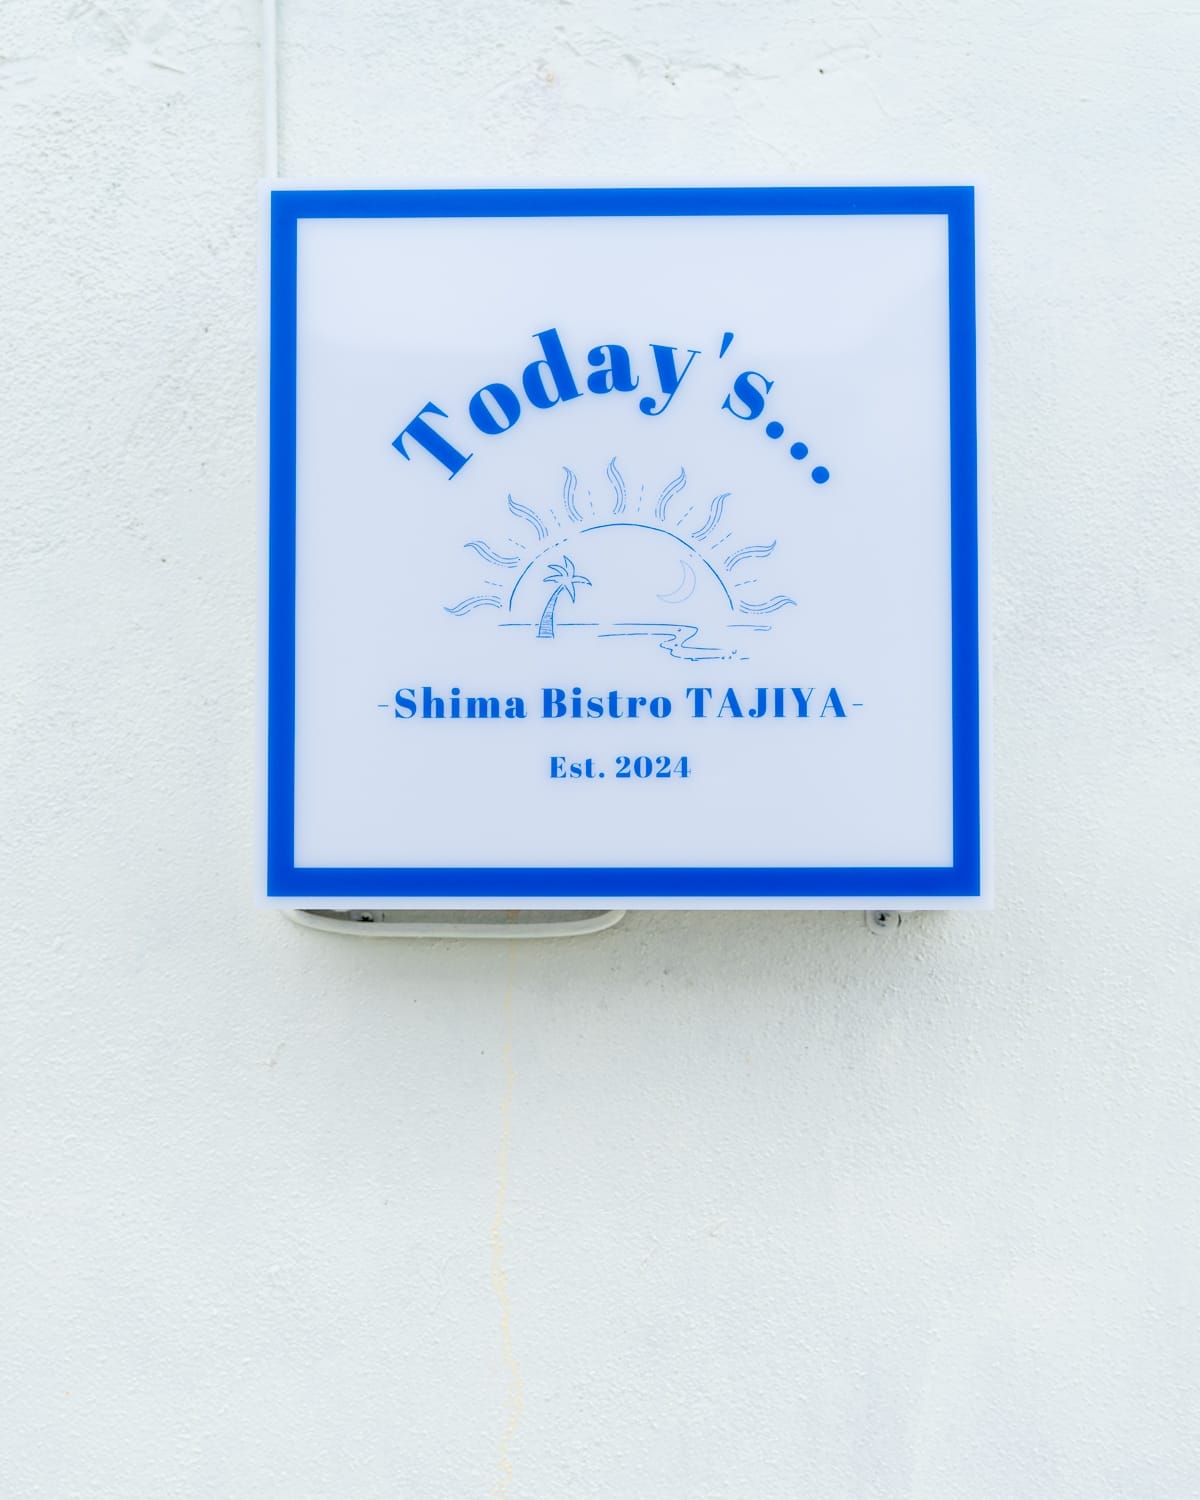 Today's...
-Shima Bistro TAJIYA-
Est. 2024